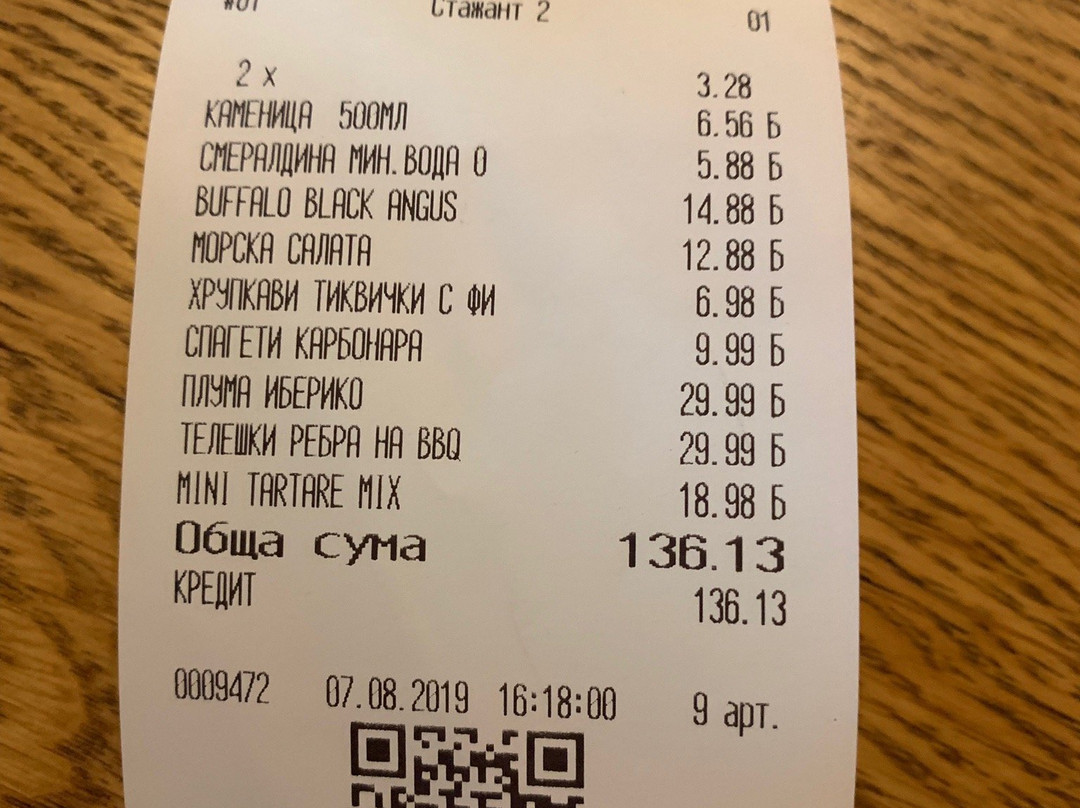 #01 Стажант 2 01
2 x 3.28
КАМЕНИЦА 500МЛ 6.56 Б
СМЕРАЛДИНА МИН.ВОДА 0 5.88 Б
BUFFALO BLACK ANGUS 14.88 Б
МОРСКА САЛАТА 12.88 Б
ХРУПКАВИ ТИКВИЧКИ С ФИ 6.98 Б
СПАГЕТИ КАРБОНАРА 9.99 Б
ПЛУМА ИБЕРИКО 29.99 Б
ТЕЛЕШКИ РЕБРА НА BBQ 29.99 Б
MINI TARTARE MIX 18.98 Б
Обща сума 136.13
КРЕДИТ 136.13
0009472 07.08.2019 16:18:00 9 арт.